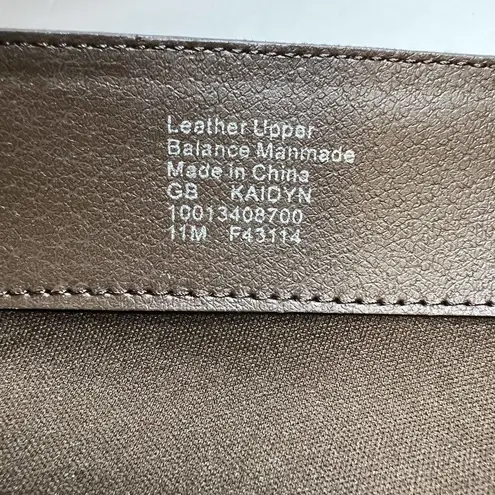 Leather Upper
Balance Manmade
Made in China
GB KAIDYN
10013408700
11M F43114